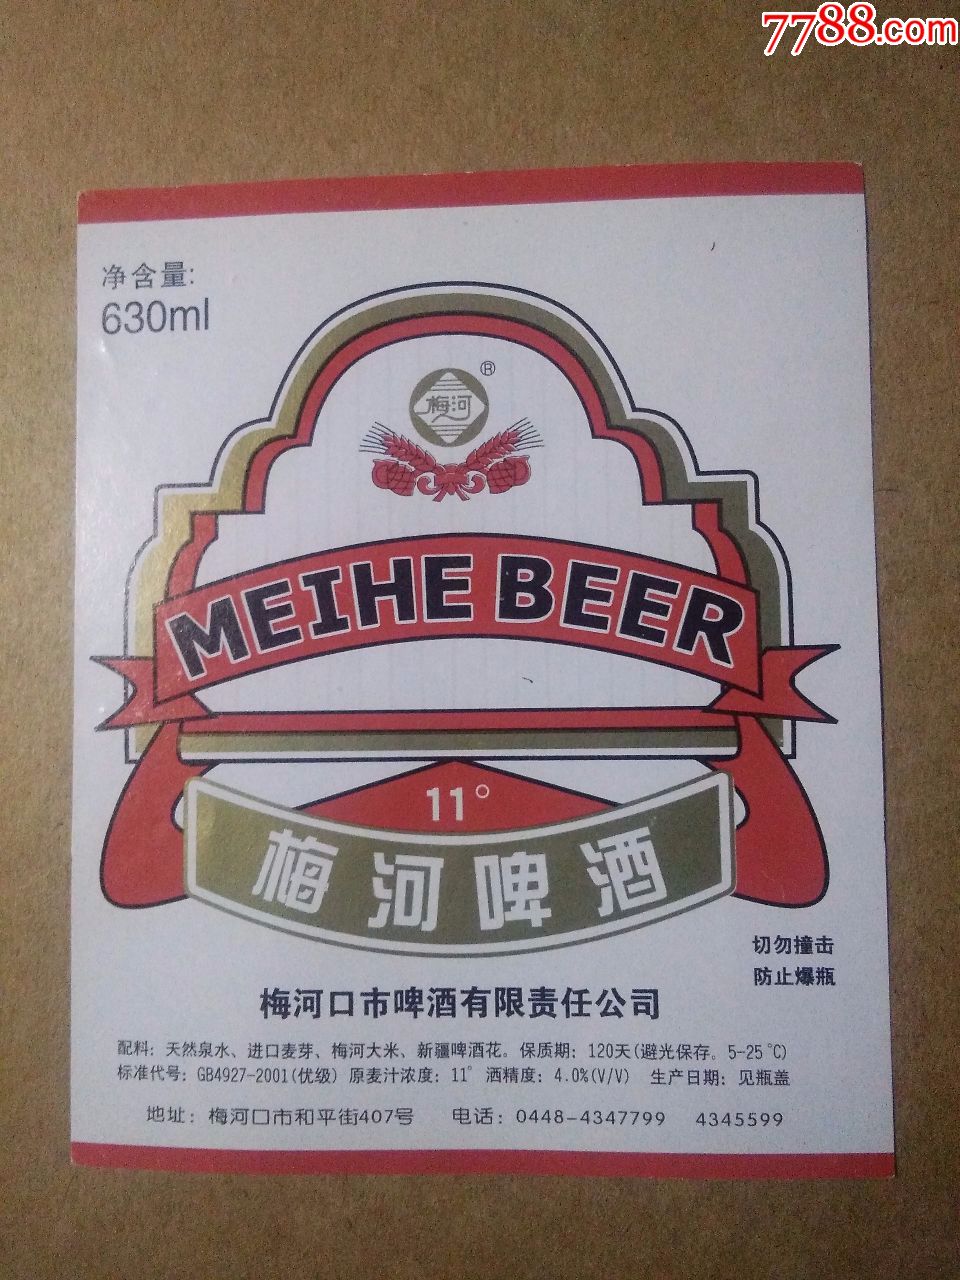 7788.com
净含量:
630ml
梅河
®
MEIHE BEER
11°
梅河啤酒
切勿撞击
防止爆瓶
梅河口市啤酒有限责任公司
配料：天然泉水、进口麦芽、梅河大米、新疆啤酒花。保质期：120天(避光保存。5-25℃)
标准代号：GB4927-2001(优级) 原麦汁浓度：11° 酒精度：4.0%(V/V) 生产日期：见瓶盖
地址：梅河口市和平街407号 电话：0448-4347799 4345599